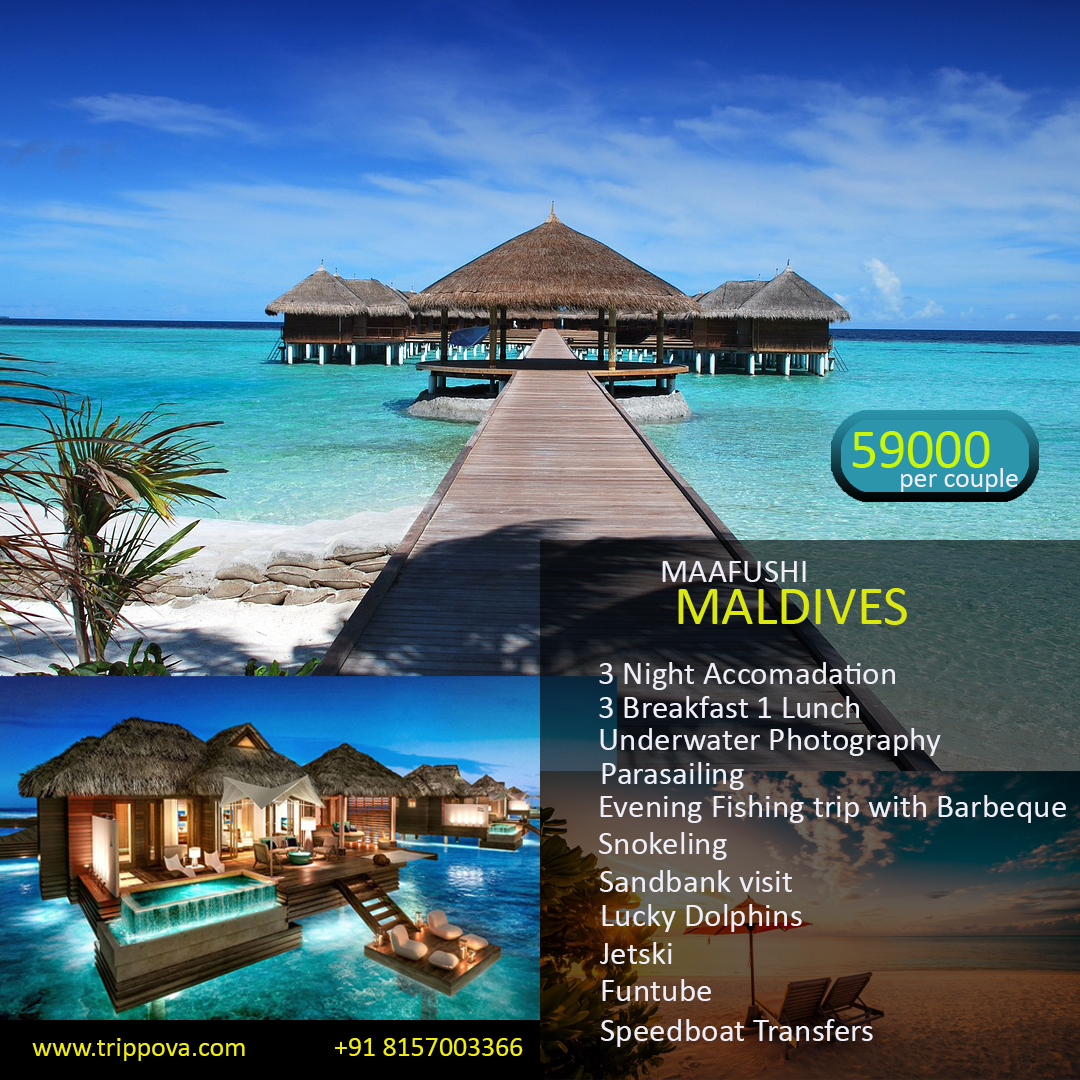 59000
per couple
MAAFUSHI
MALDIVES
3 Night Accomadation
3 Breakfast 1 Lunch
Underwater Photography
Parasailing
Evening Fishing trip with Barbeque
Snokeling
Sandbank visit
Lucky Dolphins
Jetski
Funtube
Speedboat Transfers
www.trippova.com +91 8157003366